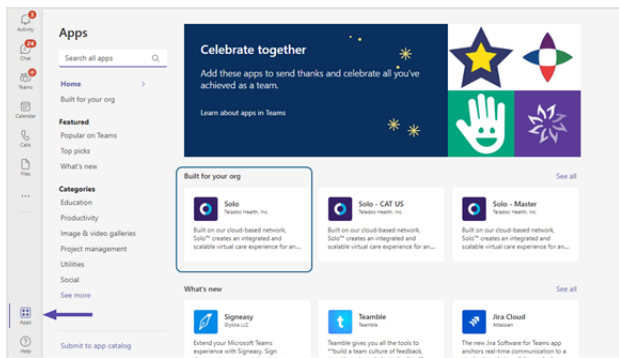 3
Activity
24
Chat
Teams
Calendar
Calls
Files
...
Apps
Help
Apps
Search all apps
Home
Built for your org
Featured
Popular on Teams
Top picks
What's new
Categories
Education
Productivity
Image & video galleries
Project management
Utilities
Social
See more
Submit to app catalog
Celebrate together
Add these apps to send thanks and celebrate all you've
achieved as a team.
Learn about apps in Teams
Built for your org
See all
Solo
Teladoc Health, Inc.
Built on our cloud-based network,
Solo™ creates an integrated and
scalable virtual care experience for an...
Solo - CAT US
Teladoc Health, Inc.
Built on our cloud-based network,
Solo™ creates an integrated and
scalable virtual care experience for an...
Solo - Master
Teladoc Health, Inc.
Built on our cloud-based network,
Solo™ creates an integrated and
scalable virtual care experience for an...
What's new
See all
Signeasy
Glykka LLC
Extend your Microsoft Teams
experience with Signeasy. Sign
Teamble
Teamble
Teamble gives you all the tools to
**build a team culture of feedback,
Jira Cloud
Atlassian
The new Jira Software for Teams app
anchors real-time communication to a